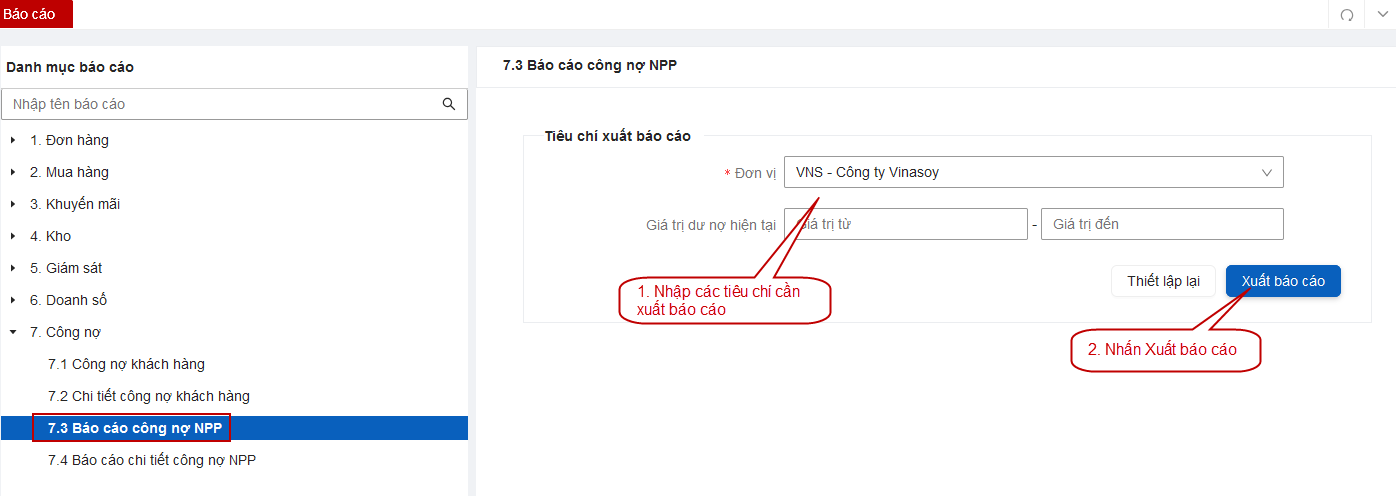 Báo cáo
Danh mục báo cáo
Nhập tên báo cáo
1. Đơn hàng
2. Mua hàng
3. Khuyến mãi
4. Kho
5. Giám sát
6. Doanh số
7. Công nợ
7.1 Công nợ khách hàng
7.2 Chi tiết công nợ khách hàng
7.3 Báo cáo công nợ NPP
7.4 Báo cáo chi tiết công nợ NPP
7.3 Báo cáo công nợ NPP
Tiêu chí xuất báo cáo
* Đơn vị VNS - Công ty Vinasoy
Giá trị dư nợ hiện tại Giá trị từ - Giá trị đến
Thiết lập lại Xuất báo cáo
1. Nhập các tiêu chí cần
xuất báo cáo
2. Nhấn Xuất báo cáo